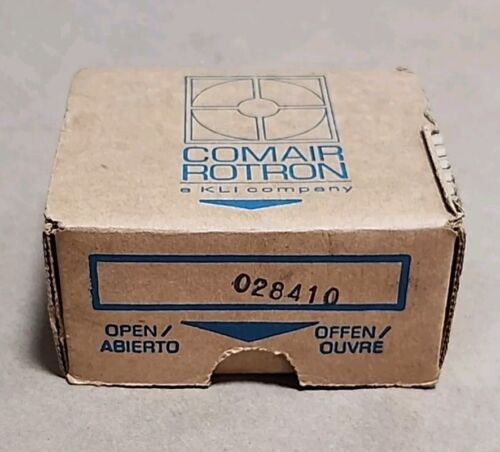 COMAIR
ROTRON
a KLI company
028410
OPEN/
ABIERTO
OFFEN/
OUVRE